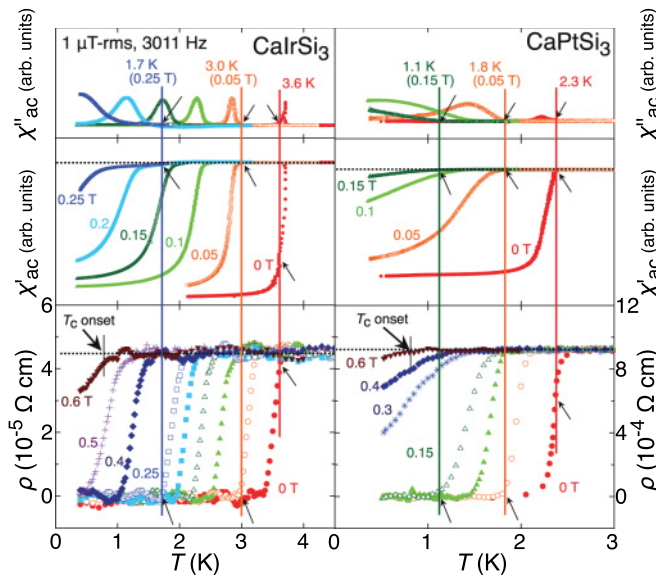 1 μT-rms, 3011 Hz
CaIrSi3
CaPtSi3
χ"ac (arb. units)
1.7 K
(0.25 T)
3.0 K
(0.05 T)
3.6 K
1.1 K
(0.15 T)
1.8 K
(0.05 T)
2.3 K
χ"ac (arb. units)
χ'ac (arb. units)
0.25 T
0.2
0.15
0.1
0.05
0 T
0.15 T
0.1
0.05
0 T
χ'ac (arb. units)
ρ (10-5 Ω cm)
6
4
2
0
Tc onset
0.6 T
0.5
0.4
0.25
0 T
Tc onset
0.6 T
0.4
0.3
0.15
0 T
12
8
4
0
ρ (10-4 Ω cm)
0 1 2 3 4 0 1 2 3
T (K)
T (K)